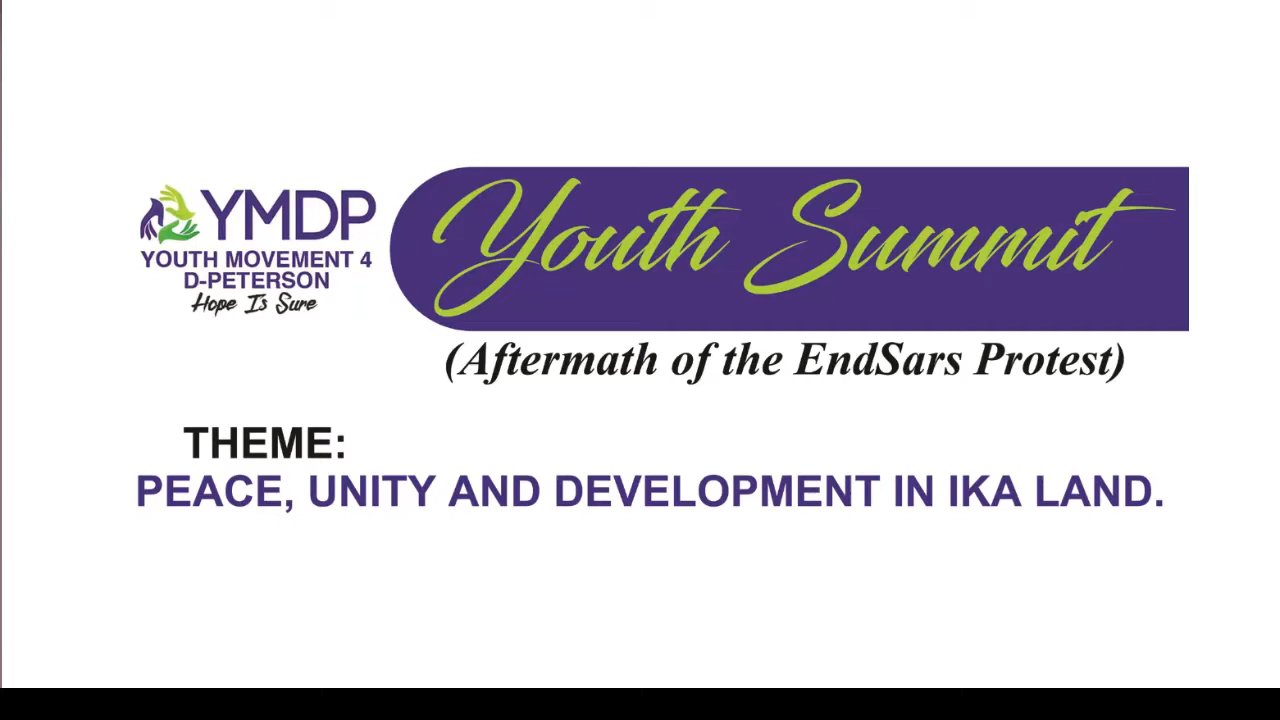 YMDP
YOUTH MOVEMENT 4
D-PETERSON
Hope Is Sure
Youth Summit
(Aftermath of the EndSars Protest)
THEME:
PEACE, UNITY AND DEVELOPMENT IN IKA LAND.